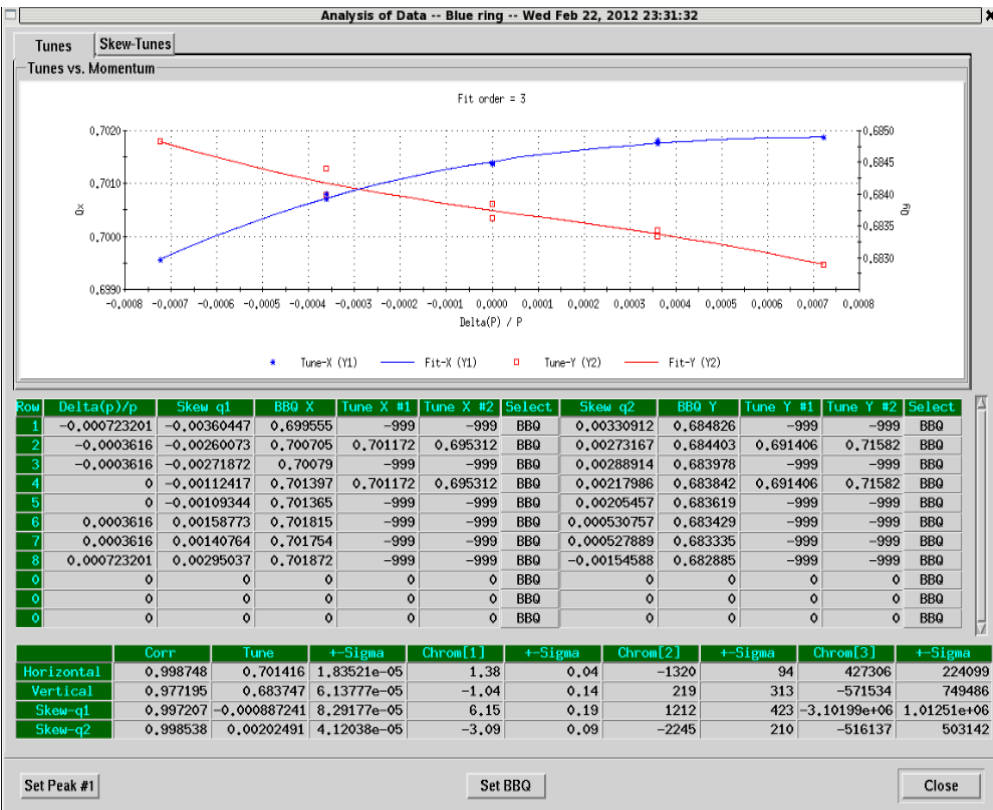 Analysis of Data -- Blue ring -- Wed Feb 22, 2012 23:31:32
Tunes Skew-Tunes
Tunes vs. Momentum
Fit order = 3
0.7020 0.6850
0.6845
0.7010 0.6840
Qx Qy
0.7000 0.6835
0.6830
0.6990
-0.0008 -0.0007 -0.0006 -0.0005 -0.0004 -0.0003 -0.0002 -0.0001 0.0000 0.0001 0.0002 0.0003 0.0004 0.0005 0.0006 0.0007 0.0008
Delta(P) / P
Tune-X (Y1) Fit-X (Y1) Tune-Y (Y2) Fit-Y (Y2)
Row Delta(p)/p Skew q1 BBQ X Tune X #1 Tune X #2 Select Skew q2 BBQ Y Tune Y #1 Tune Y #2 Select
1 -0.000723201 -0.00360447 0.699555 -999 -999 BBQ 0.00330912 0.684826 -999 -999 BBQ
2 -0.0003616 -0.00260073 0.700705 0.701172 0.695312 BBQ 0.00273167 0.684403 0.691406 0.71582 BBQ
3 -0.0003616 -0.00271872 0.70079 -999 -999 BBQ 0.00288914 0.683978 -999 -999 BBQ
4 0 -0.00112417 0.701397 0.701172 0.695312 BBQ 0.00217986 0.683842 0.691406 0.71582 BBQ
5 0 -0.00109344 0.701365 -999 -999 BBQ 0.00205457 0.683619 -999 -999 BBQ
6 0.0003616 0.00158773 0.701815 -999 -999 BBQ 0.000530757 0.683429 -999 -999 BBQ
7 0.0003616 0.00140764 0.701754 -999 -999 BBQ 0.000527889 0.683335 -999 -999 BBQ
8 0.000723201 0.00295037 0.701872 -999 -999 BBQ -0.00154588 0.682885 -999 -999 BBQ
0 0 0 0 0 0 BBQ 0 0 0 0 BBQ
0 0 0 0 0 0 BBQ 0 0 0 0 BBQ
0 0 0 0 0 0 BBQ 0 0 0 0 BBQ
Corr Tune +-Sigma Chrom[1] +-Sigma Chrom[2] +-Sigma Chrom[3] +-Sigma
Horizontal 0.998748 0.701416 1.83521e-05 1.38 0.04 -1320 94 427306 224099
Vertical 0.977195 0.683747 6.13777e-05 -1.04 0.14 219 313 -571534 749486
Skew-q1 0.997207 -0.000887241 8.29177e-05 6.15 0.19 1212 423 -3.10199e+06 1.01251e+06
Skew-q2 0.998538 0.00202491 4.12038e-05 -3.09 0.09 -2245 210 -516137 503142
Set Peak #1 Set BBQ Close